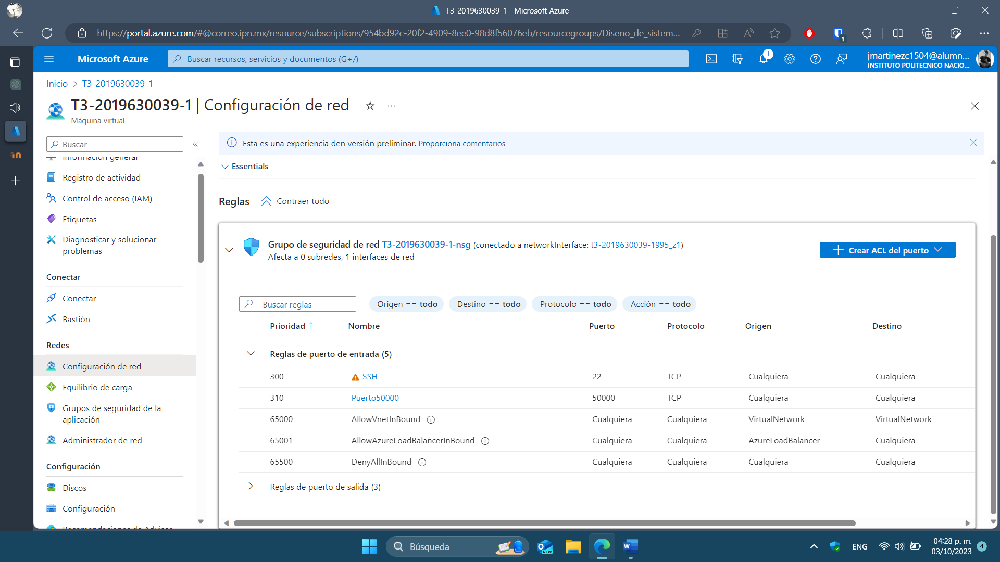 T3-2019630039-1 - Microsoft Azure
https://portal.azure.com/#@correo.ipn.mx/resource/subscriptions/954bd92c-20f2-4909-8ee0-98d8f56076eb/resourcegroups/Diseno_de_sistem...
1
Microsoft Azure
Buscar recursos, servicios y documentos (G+/)
1
jmartinezc1504@alumn...
INSTITUTO POLITECNICO NACIO...
Inicio > T3-2019630039-1
T3-2019630039-1 | Configuración de red
Máquina virtual
Buscar
Información general
Registro de actividad
Control de acceso (IAM)
Etiquetas
Diagnosticar y solucionar
problemas
Conectar
Conectar
Bastión
Redes
Configuración de red
Equilibrio de carga
Grupos de seguridad de la
aplicación
Administrador de red
Configuración
Discos
Configuración
Recomendaciones de Advisor
Esta es una experiencia den versión preliminar. Proporciona comentarios
Essentials
Reglas Contraer todo
Grupo de seguridad de red T3-2019630039-1-nsg (conectado a networkInterface: t3-2019630039-1995_z1)
Afecta a 0 subredes, 1 interfaces de red
Crear ACL del puerto
Buscar reglas Origen == todo Destino == todo Protocolo == todo Acción == todo
Prioridad ↑ Nombre Puerto Protocolo Origen Destino
Reglas de puerto de entrada (5)
300 SSH 22 TCP Cualquiera Cualquiera
310 Puerto50000 50000 TCP Cualquiera Cualquiera
65000 AllowVnetInBound Cualquiera Cualquiera VirtualNetwork VirtualNetwork
65001 AllowAzureLoadBalancerInBound Cualquiera Cualquiera AzureLoadBalancer Cualquiera
65500 DenyAllInBound Cualquiera Cualquiera Cualquiera Cualquiera
Reglas de puerto de salida (3)
Búsqueda
NEW
ENG
04:28 p. m.
03/10/2023
4